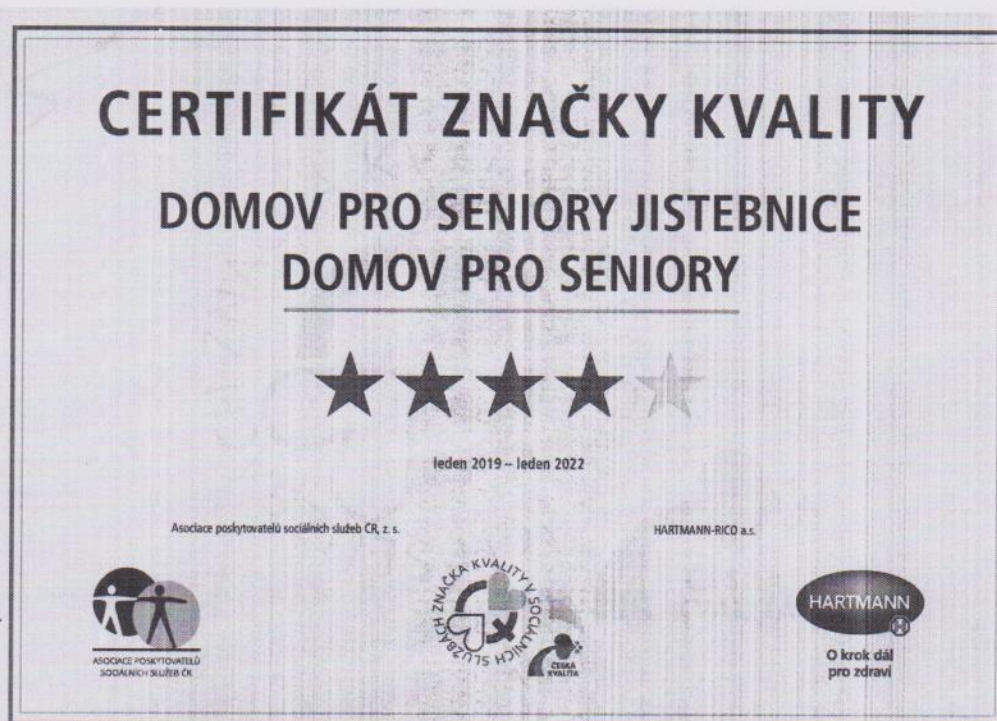 CERTIFIKÁT ZNAČKY KVALITY
DOMOV PRO SENIORY JISTEBNICE
DOMOV PRO SENIORY
leden 2019 – leden 2022
Asociace poskytovatelů sociálních služeb ČR, z. s.
HARTMANN-RICO a.s.
ASOCIACE POSKYTOVATELŮ
SOCIÁLNÍCH SLUŽEB ČR
ZNAČKA KVALITY V SOCIÁLNÍCH SLUŽBÁCH
ČESKÁ
KVALITA
HARTMANN
O krok dál
pro zdraví